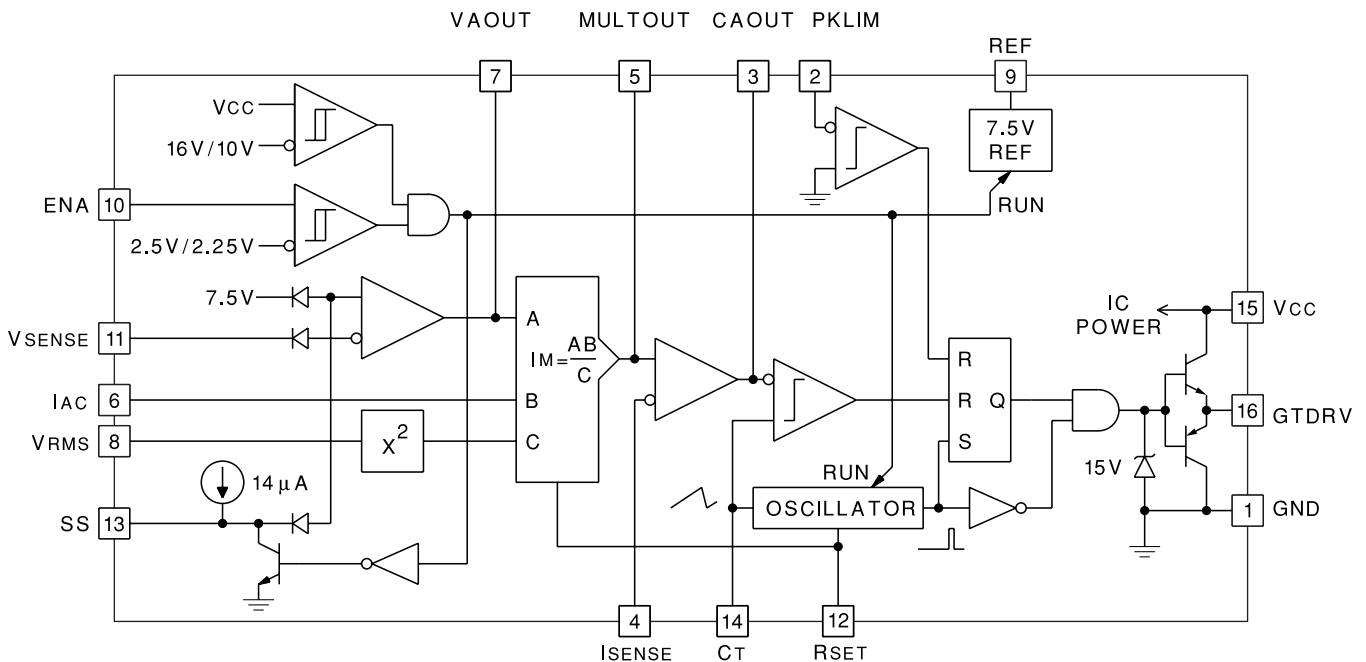 VAOUT MULTOUT CAOUT PKLIM
REF
7 5 3 2 9
VCC
16V/10V
7.5V
REF
ENA 10
RUN
2.5V/2.25V
7.5V
A
IC
POWER
15 VCC
VSENSE 11
IM=AB/C
R
IAC 6
B
R Q
16 GTDRV
VRMS 8
X²
C
S
15V
RUN
14 µA
SS 13
OSCILLATOR
1 GND
4 14 12
ISENSE CT RSET